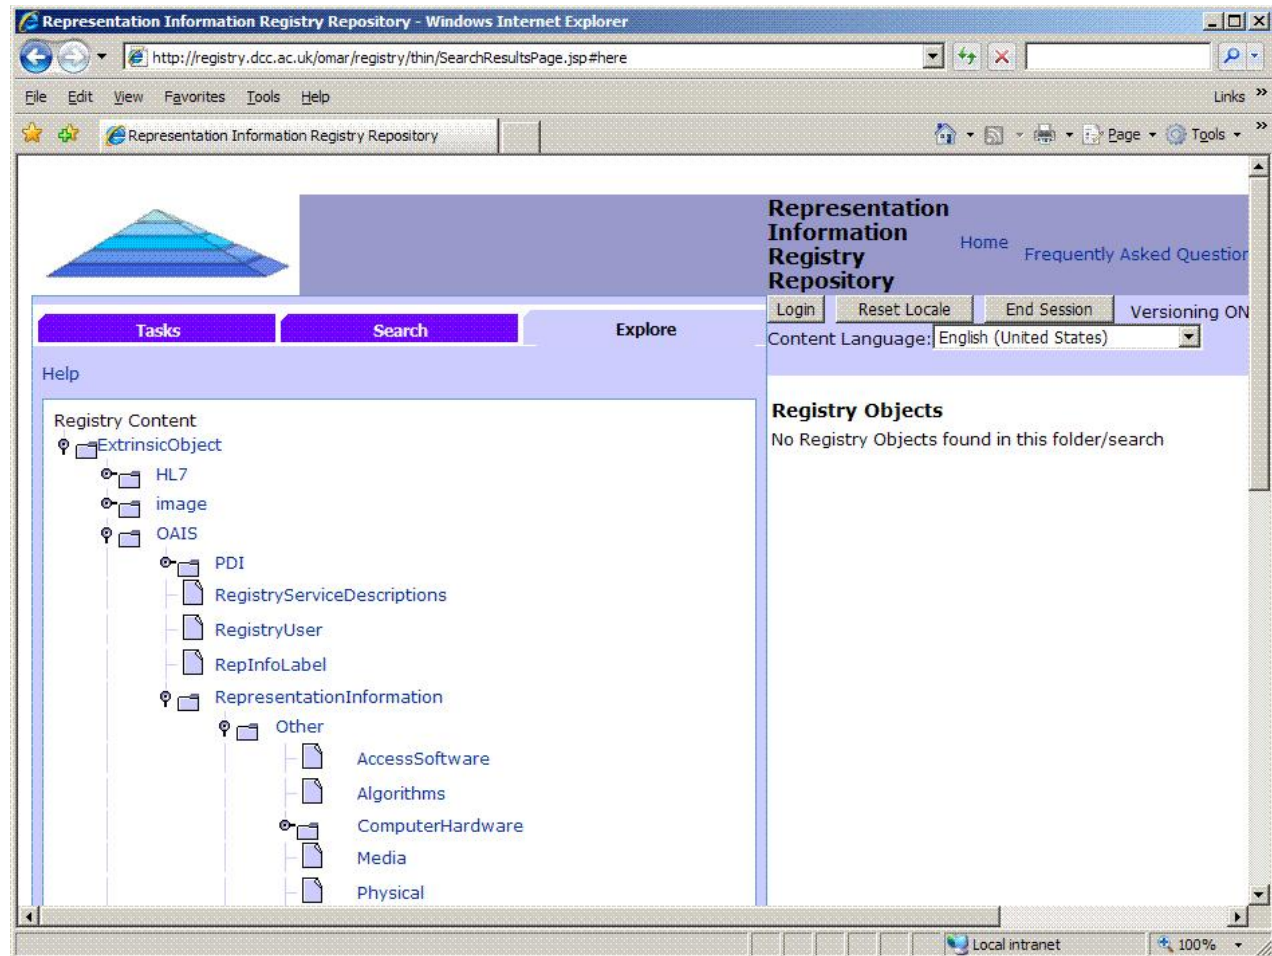 Representation Information Registry Repository - Windows Internet Explorer
http://registry.dcc.ac.uk/omar/registry/thin/SearchResultsPage.jsp#here
File Edit View Favorites Tools Help Links »
Representation Information Registry Repository Page Tools »
Representation
Information
Registry
Repository
Home Frequently Asked Question
Login Reset Locale End Session Versioning ON
Content Language: English (United States)
Tasks Search Explore
Help
Registry Content
ExtrinsicObject
HL7
image
OAIS
PDI
RegistryServiceDescriptions
RegistryUser
RepInfoLabel
RepresentationInformation
Other
AccessSoftware
Algorithms
ComputerHardware
Media
Physical
Registry Objects
No Registry Objects found in this folder/search
Local intranet 100%